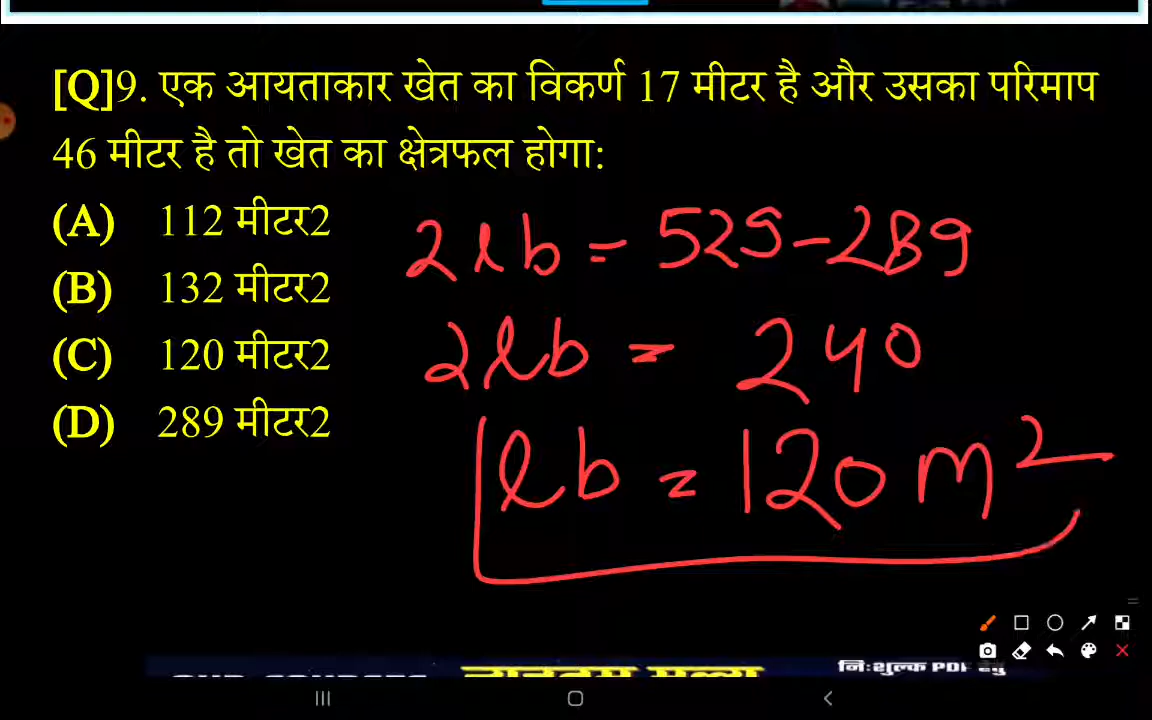 [Q]9. एक आयताकार खेत का विकर्ण 17 मीटर है और उसका परिमाप
46 मीटर है तो खेत का क्षेत्रफल होगा:
(A) 112 मीटर2
(B) 132 मीटर2
(C) 120 मीटर2
(D) 289 मीटर2
2lb = 529-289
2lb = 240
lb = 120 m2
नि:शुल्क PDF हेतु